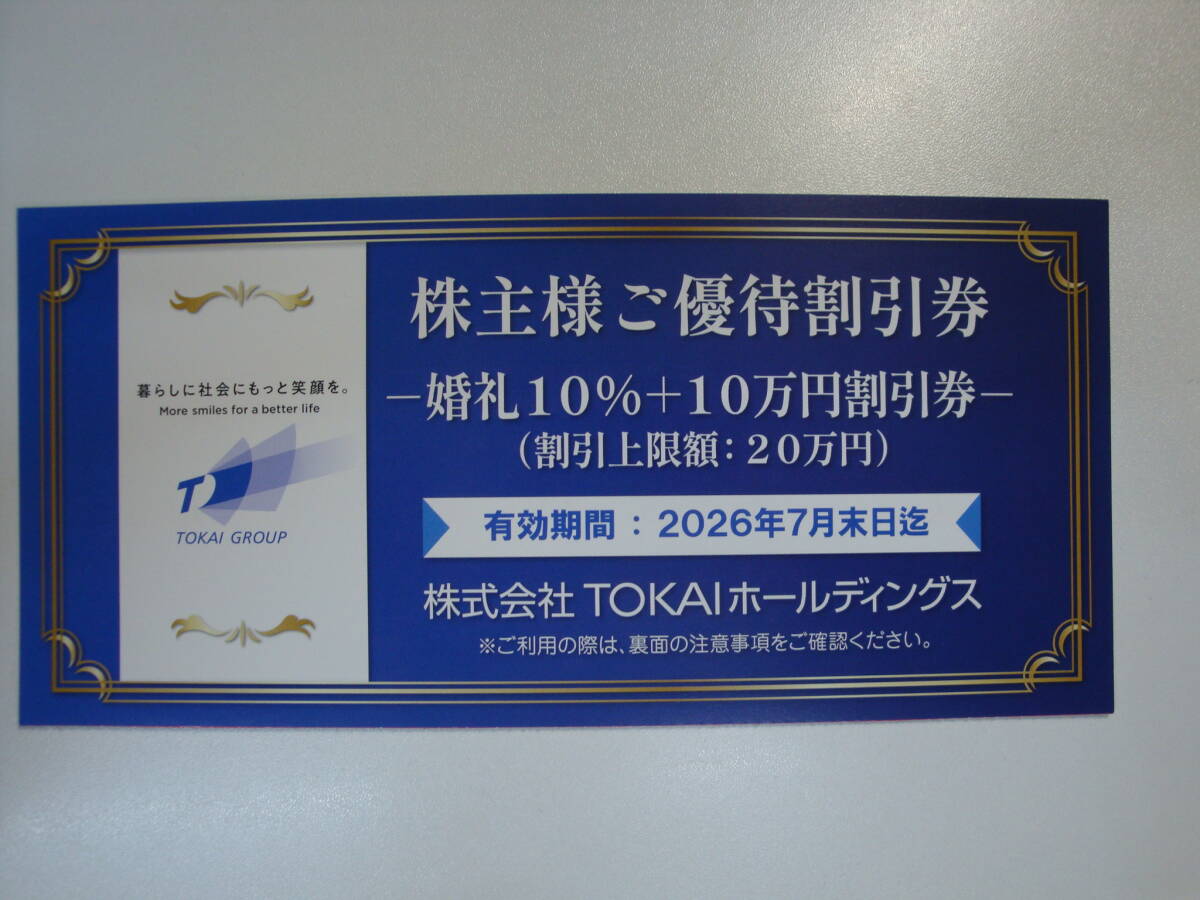 暮らしに社会にもっと笑顔を。
More smiles for a better life
T
TOKAI GROUP
株主様ご優待割引券
―婚礼10%+10万円割引券―
(割引上限額：20万円)
有効期間 ： 2026年7月末日迄
株式会社 TOKAIホールディングス
※ご利用の際は、裏面の注意事項をご確認ください。